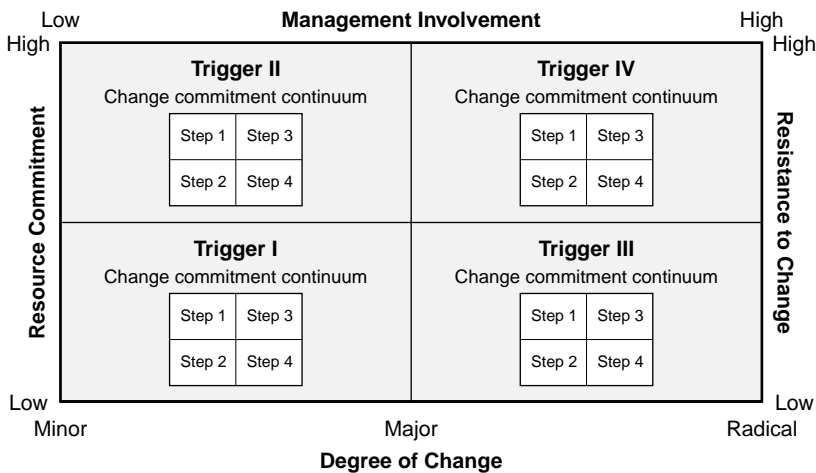 Low Management Involvement High
High High
Resource Commitment
Resistance to Change
Trigger II
Change commitment continuum
Step 1 Step 3
Step 2 Step 4
Trigger IV
Change commitment continuum
Step 1 Step 3
Step 2 Step 4
Trigger I
Change commitment continuum
Step 1 Step 3
Step 2 Step 4
Trigger III
Change commitment continuum
Step 1 Step 3
Step 2 Step 4
Low Low
Minor Major Radical
Degree of Change